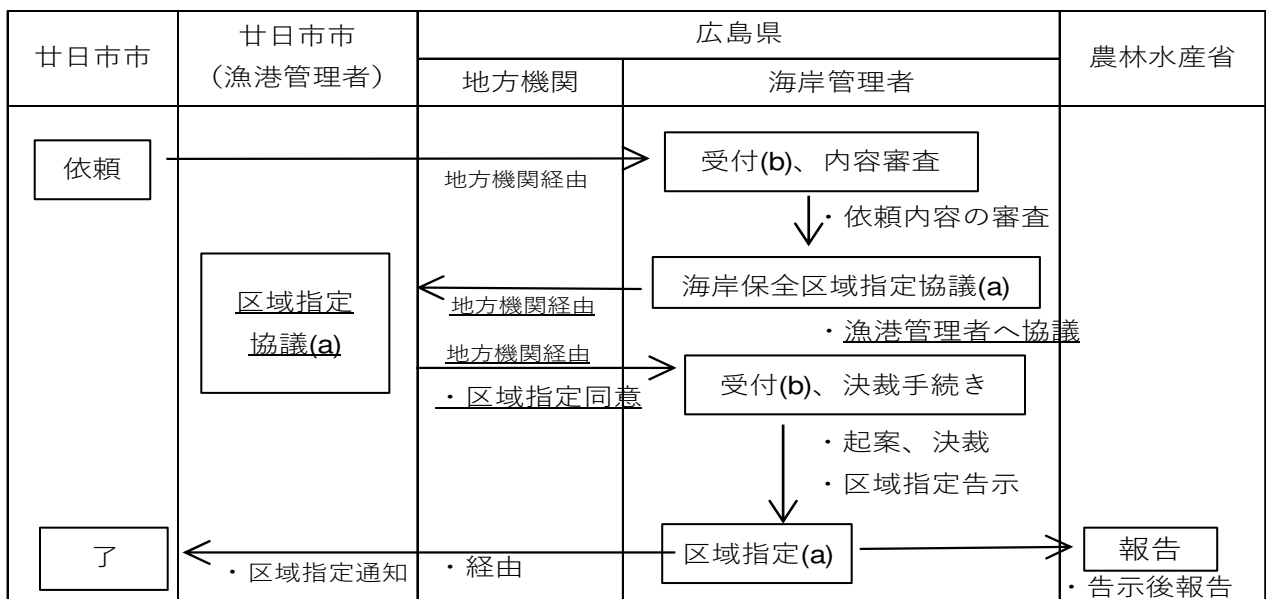 廿日市市
廿日市市
(漁港管理者)
広島県
農林水産省
地方機関
海岸管理者
依頼
地方機関経由
受付(b)、内容審査
・依頼内容の審査
海岸保全区域指定協議(a)
・漁港管理者へ協議
地方機関経由
区域指定
協議(a)
地方機関経由
・区域指定同意
受付(b)、決裁手続き
・起案、決裁
・区域指定告示
区域指定(a)
報告
・告示後報告
・経由
・区域指定通知
了